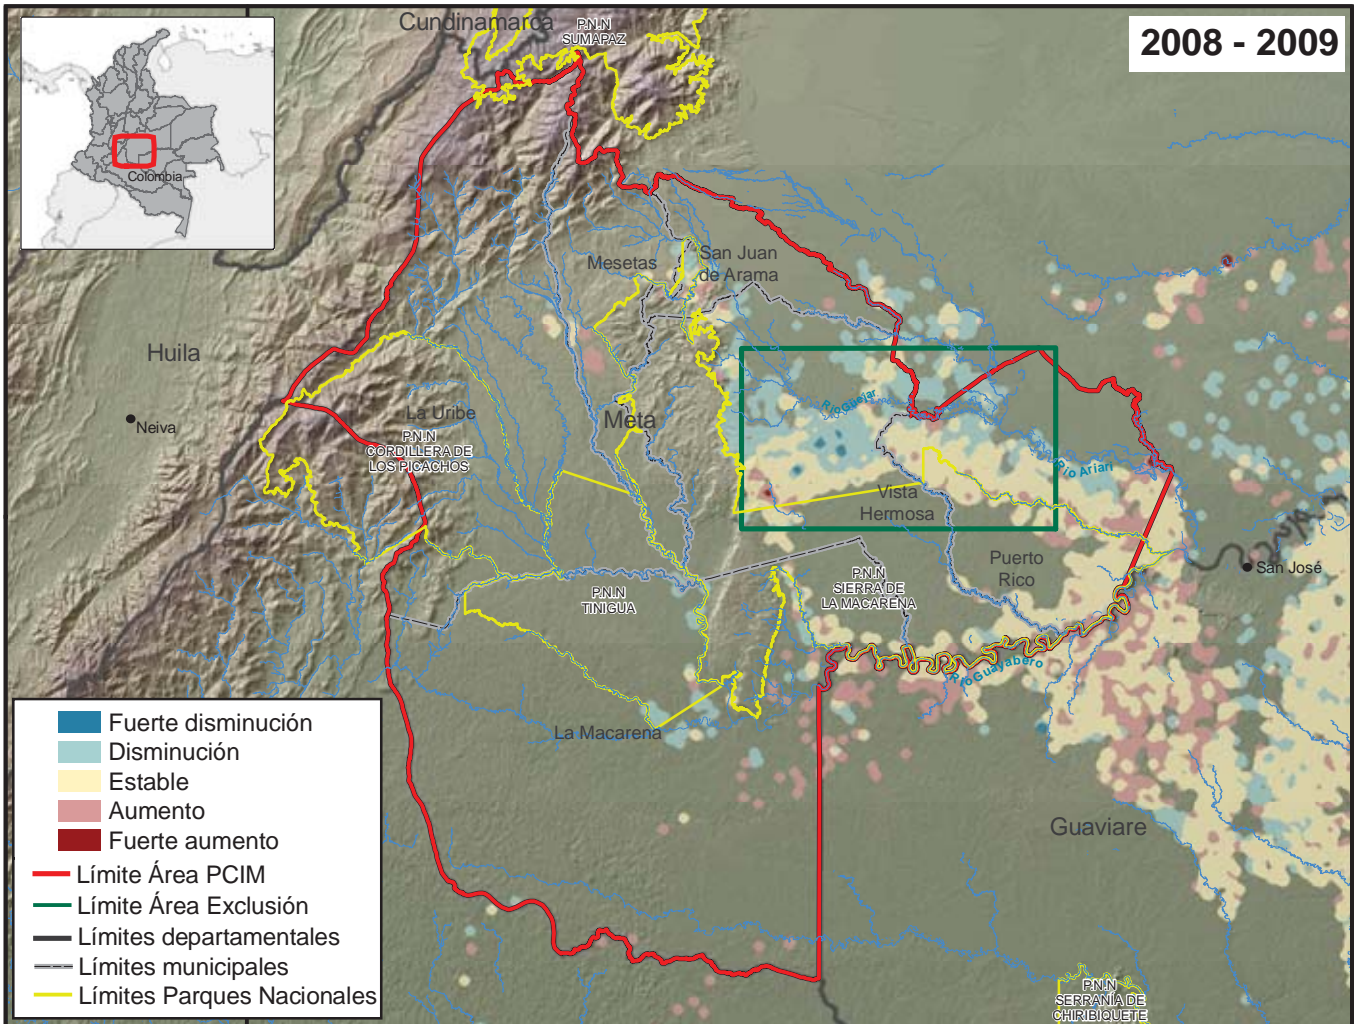 Cundinamarca
P.N.N
SUMAPAZ
2008 - 2009
Colombia
Mesetas
San Juan
de Arama
Huila
Neiva
La Uribe
Meta
P.N.N
CORDILLERA DE
LOS PICACHOS
Río Güejar
Río Ariari
Vista
Hermosa
Puerto
Rico
San José
P.N.N
TINIGUA
P.N.N
SIERRA DE
LA MACARENA
Río Guayabero
La Macarena
Guaviare
P.N.N
SERRANÍA DE
CHIRIBIQUETE
Fuerte disminución
Disminución
Estable
Aumento
Fuerte aumento
Límite Área PCIM
Límite Área Exclusión
Límites departamentales
Límites municipales
Límites Parques Nacionales